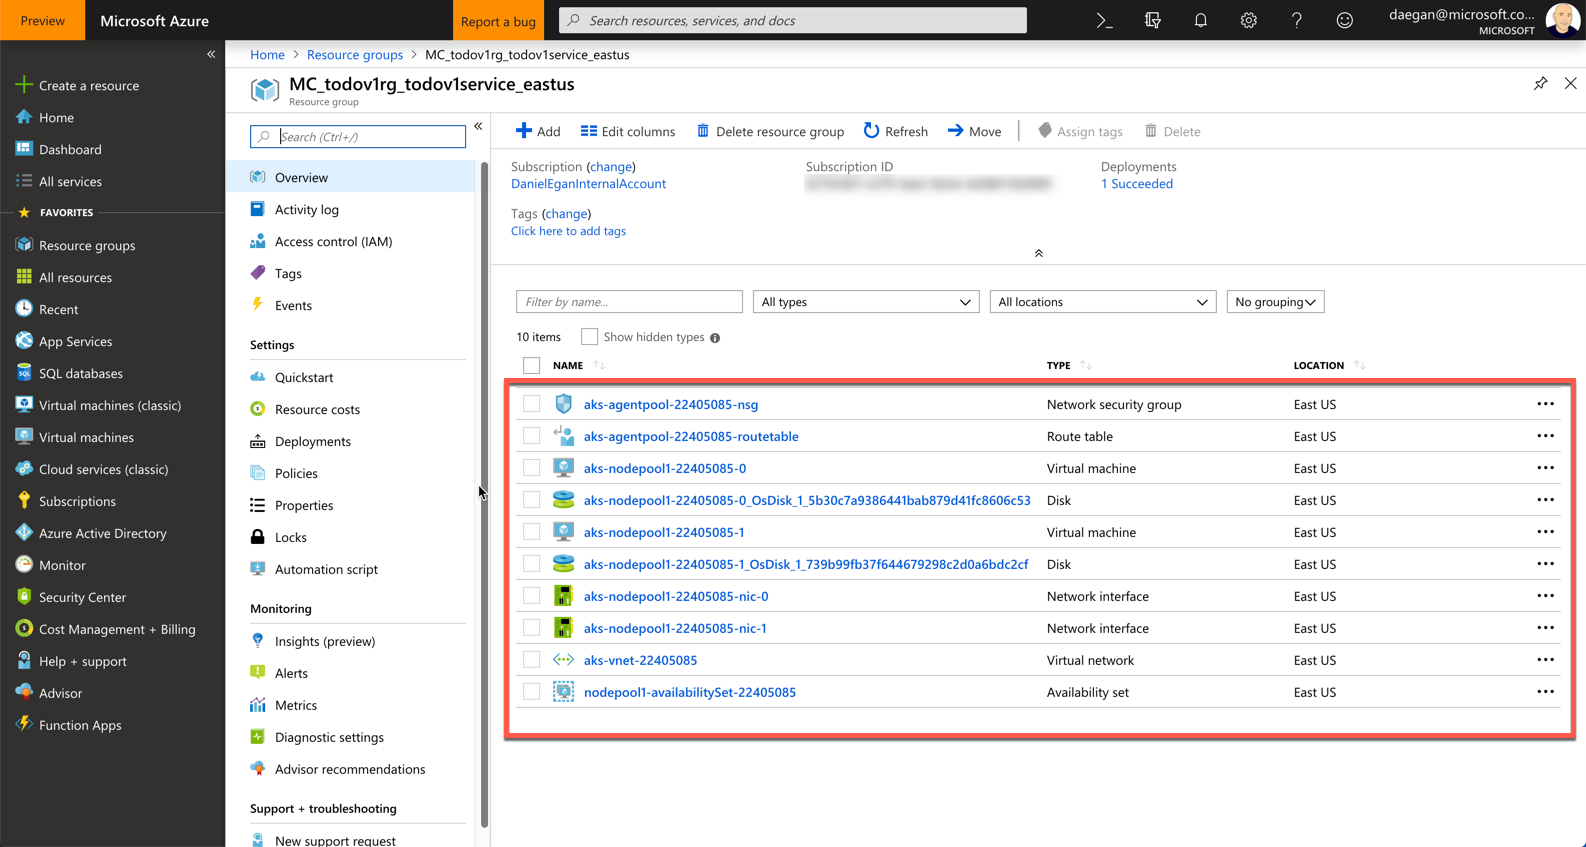 Preview
Microsoft Azure
Report a bug
Search resources, services, and docs
daegan@microsoft.co...
MICROSOFT
Create a resource
Home
Dashboard
All services
FAVORITES
Resource groups
All resources
Recent
App Services
SQL databases
Virtual machines (classic)
Virtual machines
Cloud services (classic)
Subscriptions
Azure Active Directory
Monitor
Security Center
Cost Management + Billing
Help + support
Advisor
Function Apps
Home > Resource groups > MC_todov1rg_todov1service_eastus
MC_todov1rg_todov1service_eastus
Resource group
Search (Ctrl+/)
Overview
Activity log
Access control (IAM)
Tags
Events
Settings
Quickstart
Resource costs
Deployments
Policies
Properties
Locks
Automation script
Monitoring
Insights (preview)
Alerts
Metrics
Diagnostic settings
Advisor recommendations
Support + troubleshooting
New support request
Add Edit columns Delete resource group Refresh Move Assign tags Delete
Subscription (change)
DanielEganInternalAccount
Subscription ID
Deployments
1 Succeeded
Tags (change)
Click here to add tags
Filter by name... All types All locations No grouping
10 items Show hidden types
NAME TYPE LOCATION
aks-agentpool-22405085-nsg Network security group East US
aks-agentpool-22405085-routetable Route table East US
aks-nodepool1-22405085-0 Virtual machine East US
aks-nodepool1-22405085-0_OsDisk_1_5b30c7a9386441bab879d41fc8606c53 Disk East US
aks-nodepool1-22405085-1 Virtual machine East US
aks-nodepool1-22405085-1_OsDisk_1_739b99fb37f644679298c2d0a6bdc2cf Disk East US
aks-nodepool1-22405085-nic-0 Network interface East US
aks-nodepool1-22405085-nic-1 Network interface East US
aks-vnet-22405085 Virtual network East US
nodepool1-availabilitySet-22405085 Availability set East US